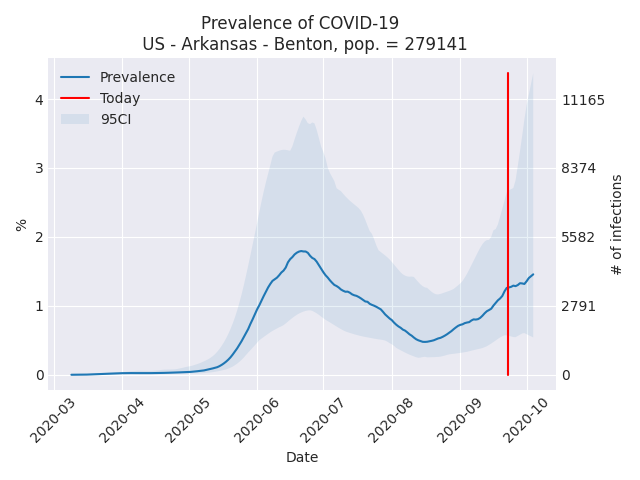 Prevalence of COVID-19
US - Arkansas - Benton, pop. = 279141
Prevalence
Today
95CI
4
3
2
1
0
%
11165
8374
5582
2791
0
# of infections
2020-03
2020-04
2020-05
2020-06
2020-07
2020-08
2020-09
2020-10
Date